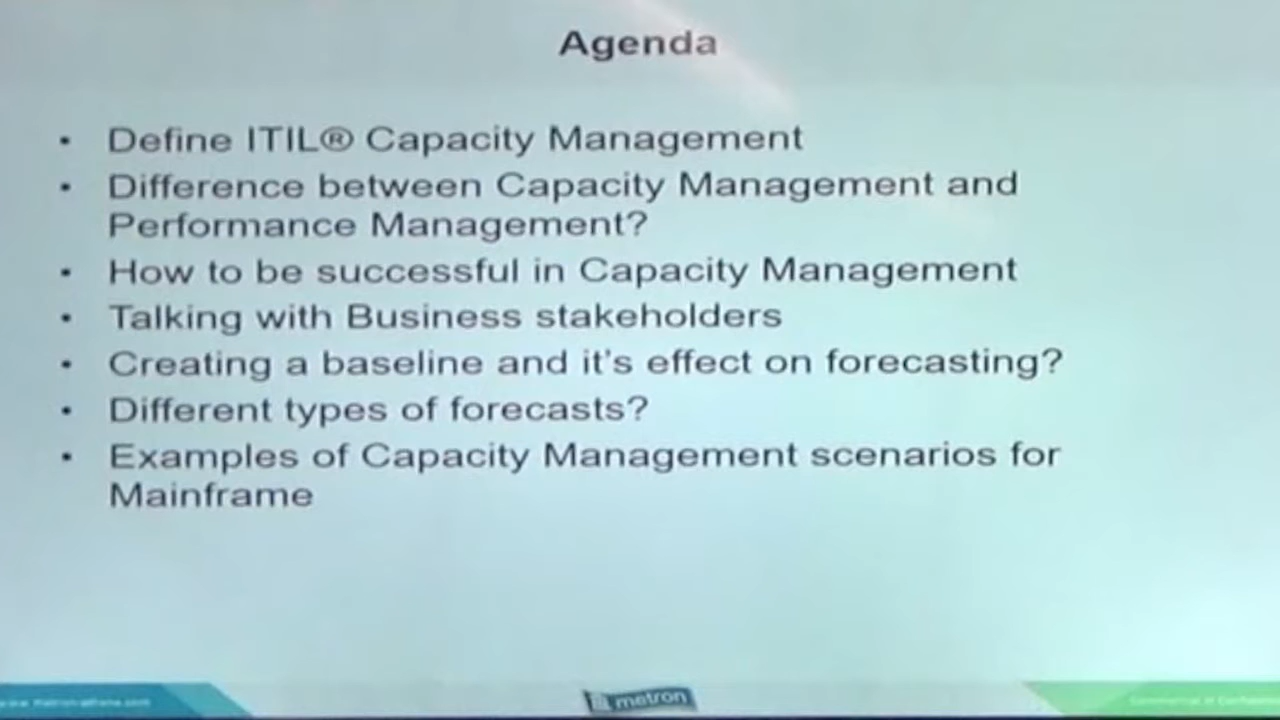 Agenda
• Define ITIL® Capacity Management
• Difference between Capacity Management and
Performance Management?
• How to be successful in Capacity Management
• Talking with Business stakeholders
• Creating a baseline and it's effect on forecasting?
• Different types of forecasts?
• Examples of Capacity Management scenarios for
Mainframe
metron